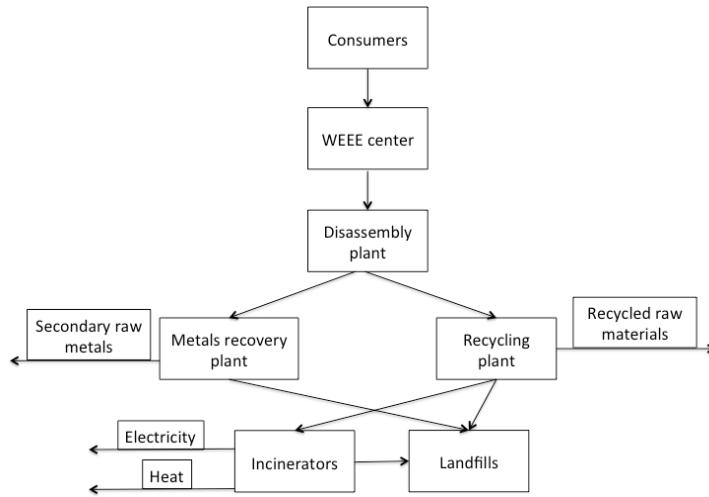 Consumers
WEEE center
Disassembly
plant
Secondary raw
metals
Metals recovery
plant
Recycling
plant
Recycled raw
materials
Electricity
Heat
Incinerators
Landfills